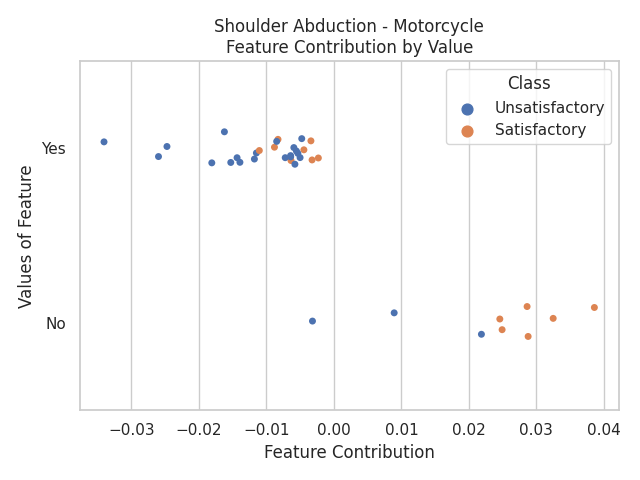 Shoulder Abduction - Motorcycle
Feature Contribution by Value
Class
Unsatisfactory
Satisfactory
Yes
No
Values of Feature
−0.03 −0.02 −0.01 0.00 0.01 0.02 0.03 0.04
Feature Contribution